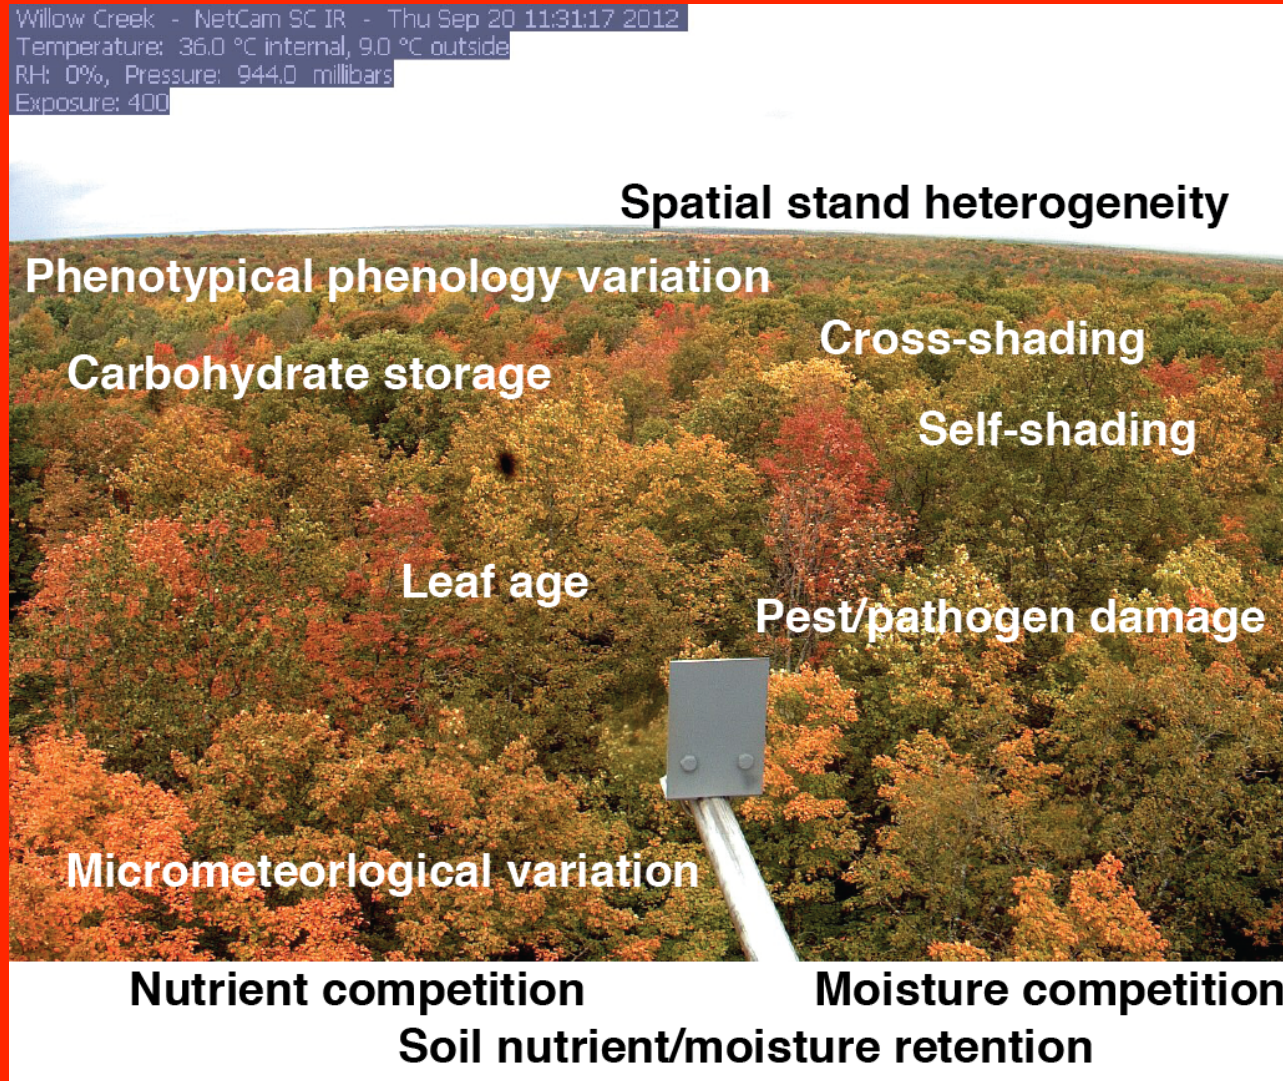 Willow Creek - NetCam SC IR - Thu Sep 20 11:31:17 2012
Temperature: 36.0 °C internal, 9.0 °C outside
RH: 0%, Pressure: 944.0 millibars
Exposure: 400
Spatial stand heterogeneity
Phenotypical phenology variation
Cross-shading
Carbohydrate storage
Self-shading
Leaf age
Pest/pathogen damage
Micrometeorlogical variation
Nutrient competition
Moisture competition
Soil nutrient/moisture retention